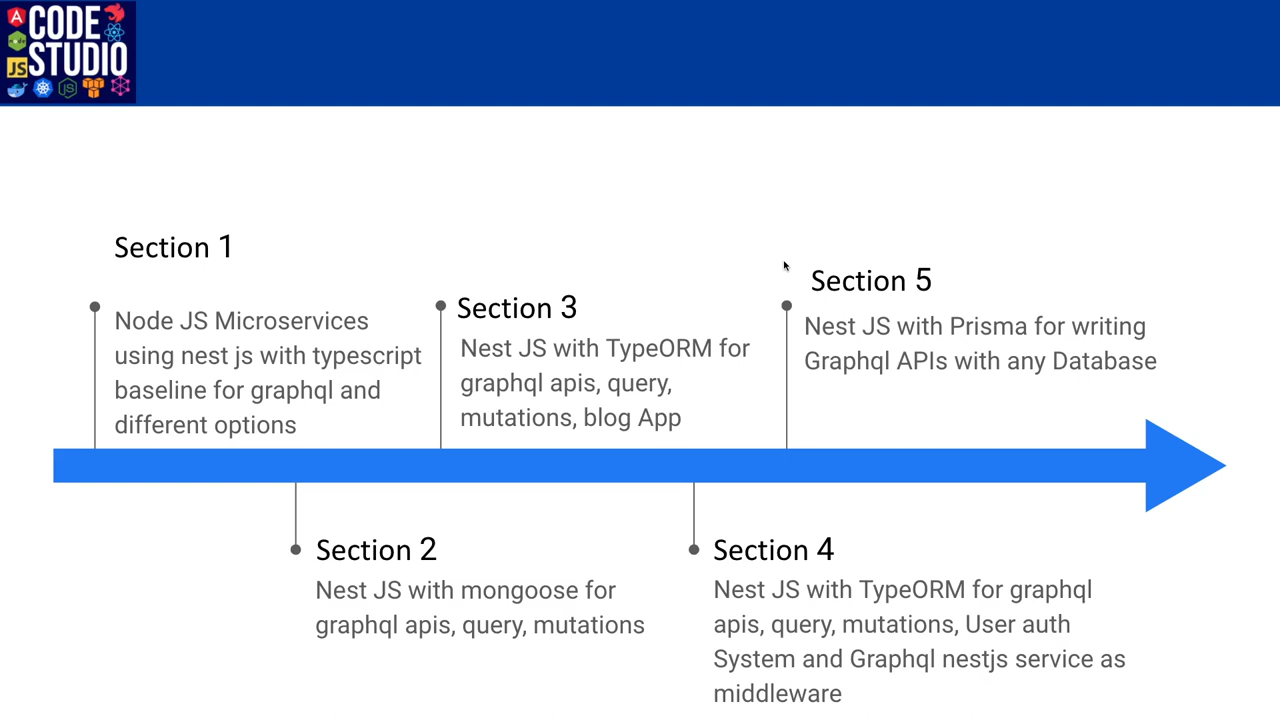 CODE
STUDIO
JS
JS
Section 1
Node JS Microservices
using nest js with typescript
baseline for graphql and
different options
Section 3
Nest JS with TypeORM for
graphql apis, query,
mutations, blog App
Section 5
Nest JS with Prisma for writing
Graphql APIs with any Database
Section 2
Nest JS with mongoose for
graphql apis, query, mutations
Section 4
Nest JS with TypeORM for graphql
apis, query, mutations, User auth
System and Graphql nestjs service as
middleware